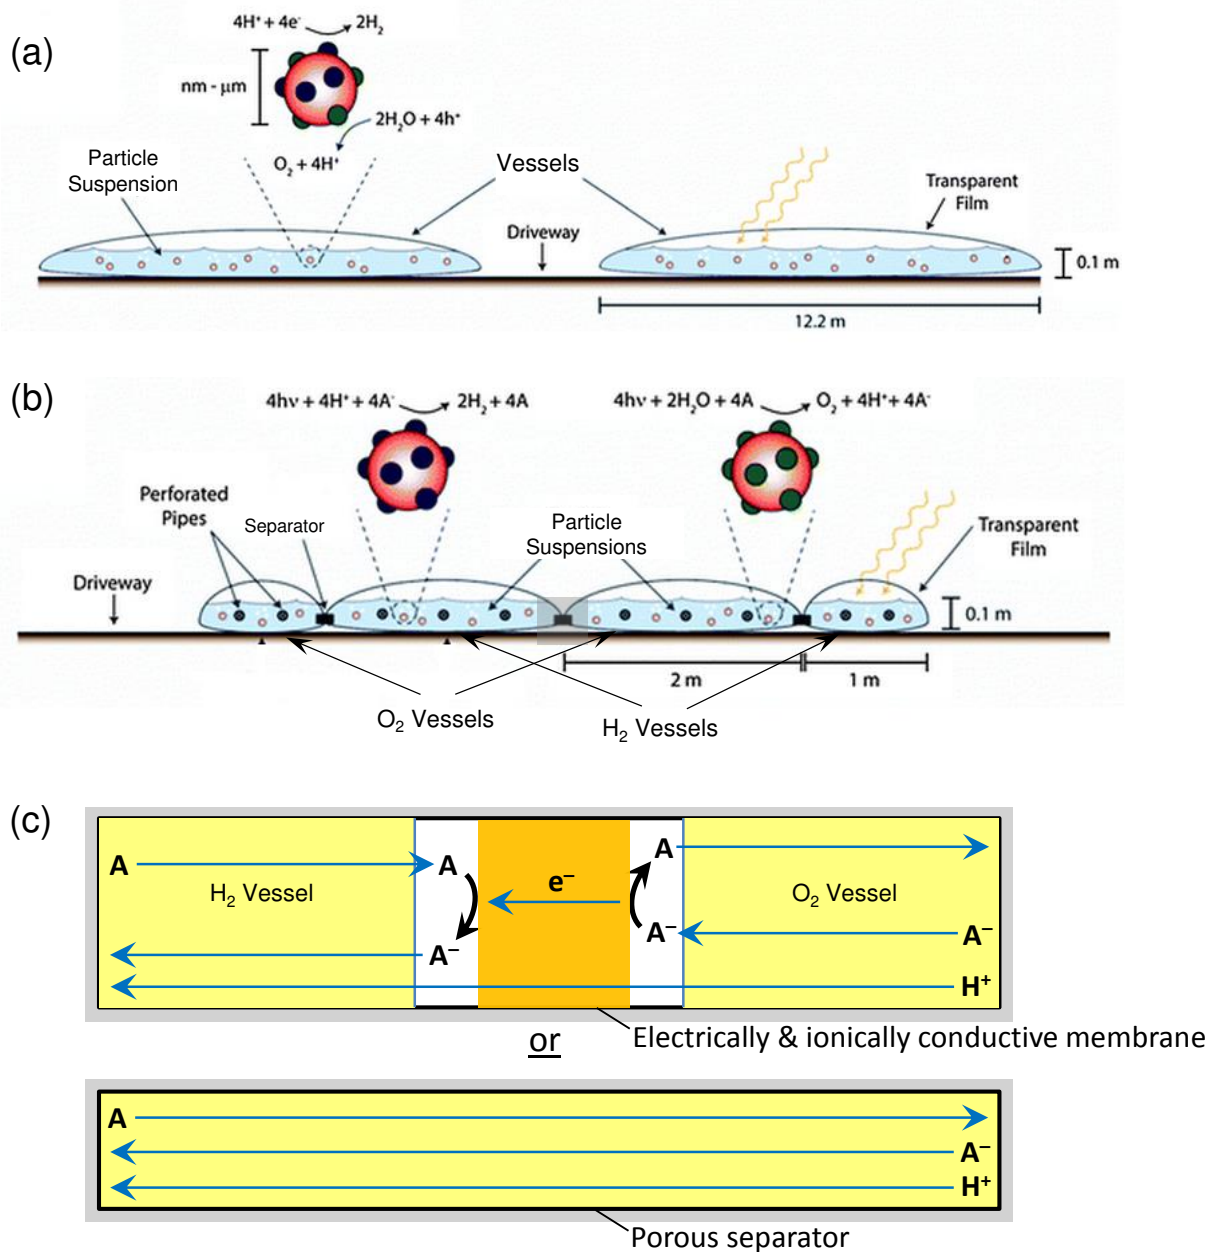 (a)
4H⁺ + 4e⁻
2H₂
nm - μm
2H₂O + 4h⁺
O₂ + 4H⁺
Particle
Suspension
Vessels
Transparent
Film
Driveway
0.1 m
12.2 m
(b)
4hν + 4H⁺ + 4A⁻
2H₂ + 4A
4hν + 2H₂O + 4A
O₂ + 4H⁺ + 4A⁻
Perforated
Pipes
Separator
Particle
Suspensions
Transparent
Film
Driveway
0.1 m
2 m
1 m
O₂ Vessels
H₂ Vessels
(c)
A
A
e⁻
A
H₂ Vessel
O₂ Vessel
A⁻
A⁻
A⁻
H⁺
Electrically & ionically conductive membrane
or
A
A⁻
H⁺
Porous separator